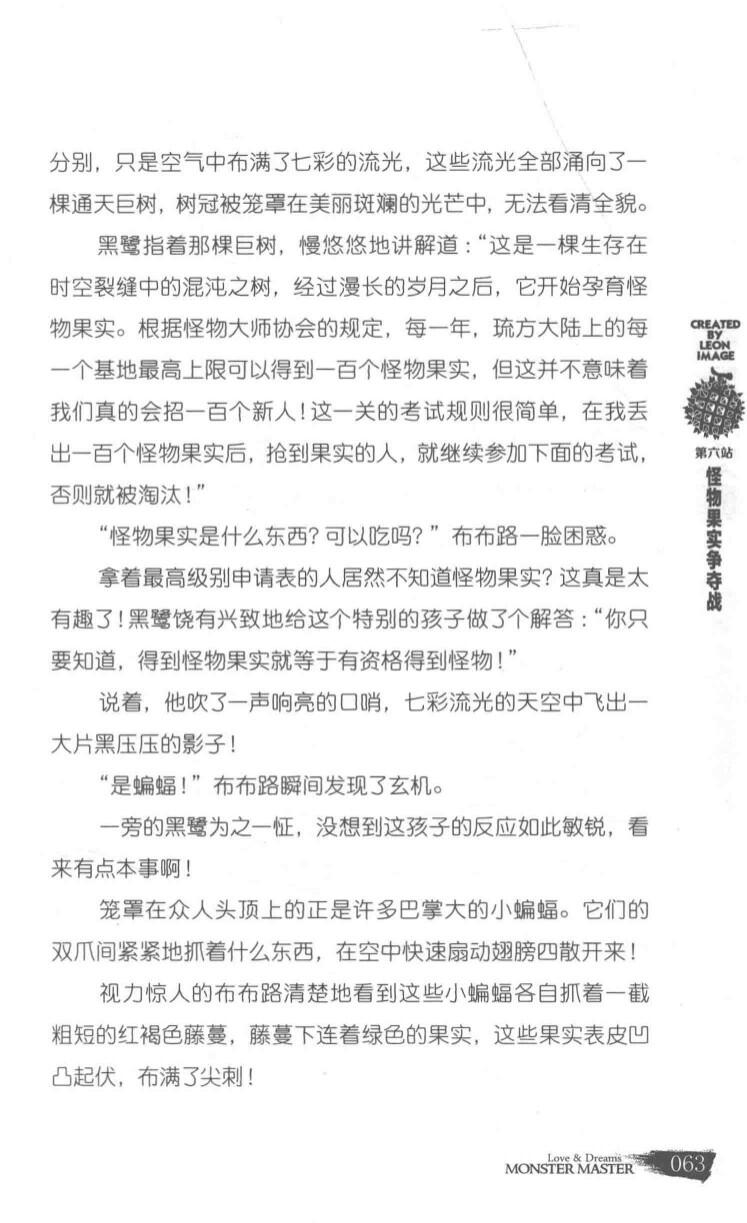 分别，只是空气中布满了七彩的流光，这些流光全部涌向了一
棵通天巨树，树冠被笼罩在美丽斑斓的光芒中，无法看清全貌。
黑鹭指着那棵巨树，慢悠悠地讲解道：“这是一棵生存在
时空裂缝中的混沌之树，经过漫长的岁月之后，它开始孕育怪
物果实。根据怪物大师协会的规定，每一年，琉方大陆上的每
一个基地最高上限可以得到一百个怪物果实，但这并不意味着
我们真的会招一百个新人！这一关的考试规则很简单，在我丢
出一百个怪物果实后，抢到果实的人，就继续参加下面的考试，
否则就被淘汰！”
“怪物果实是什么东西？可以吃吗？”布布路一脸困惑。
拿着最高级别申请表的人居然不知道怪物果实？这真是太
有趣了！黑鹭饶有兴致地给这个特别的孩子做了个解答：“你只
要知道，得到怪物果实就等于有资格得到怪物！”
说着，他吹了一声响亮的口哨，七彩流光的天空中飞出一
大片黑压压的影子！
“是蝙蝠！”布布路瞬间发现了玄机。
一旁的黑鹭为之一怔，没想到这孩子的反应如此敏锐，看
来有点本事啊！
笼罩在众人头顶上的正是许多巴掌大的小蝙蝠。它们的
双爪间紧紧地抓着什么东西，在空中快速扇动翅膀四散开来！
视力惊人的布布路清楚地看到这些小蝙蝠各自抓着一截
粗短的红褐色藤蔓，藤蔓下连着绿色的果实，这些果实表皮凹
凸起伏，布满了尖刺！
CREATED
BY
LEON
IMAGE
第六站
怪物果实争夺战
Love & Dreams
MONSTER MASTER
063